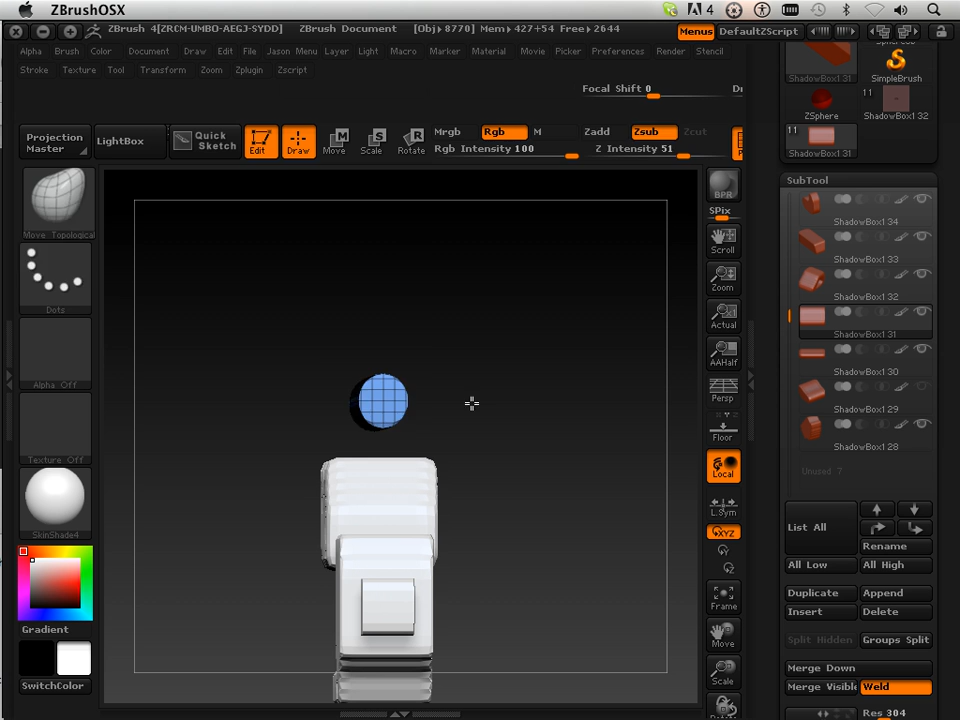 ZBrushOSX
4
ZBrush 4[ZRCM-UMBO-AEGJ-SYDD] ZBrush Document [Obj>8770] Mem>427+54 Free>2644
Menus DefaultZScript
Alpha Brush Color Document Draw Edit File Jason Menu Layer Light Macro Marker Material Movie Picker Preferences Render Stencil
Stroke Texture Tool Transform Zoom Zplugin Zscript
ShadowBox1 31
SimpleBrush
Focal Shift 0
ZSphere
11
ShadowBox1 32
11
ShadowBox1 31
Projection Master
LightBox
Quick Sketch
Edit
Draw
Move
Scale
Rotate
Mrgb Rgb M
Rgb Intensity 100
Zadd Zsub Zcut
Z Intensity 51
Move Topological
Dots
Alpha Off
Texture Off
SkinShade4
Gradient
SwitchColor
BPR
SPix
Scroll
Zoom
Actual
AAHalf
Persp
Floor
Local
L.Sym
XYZ
Y
Z
Frame
Move
Scale
SubTool
ShadowBox1 34
ShadowBox1 33
ShadowBox1 32
ShadowBox1 31
ShadowBox1 30
ShadowBox1 29
ShadowBox1 28
Unused 7
List All
Rename
All Low All High
Duplicate Append
Insert Delete
Split Hidden Groups Split
Merge Down
Merge Visible Weld
Res 304